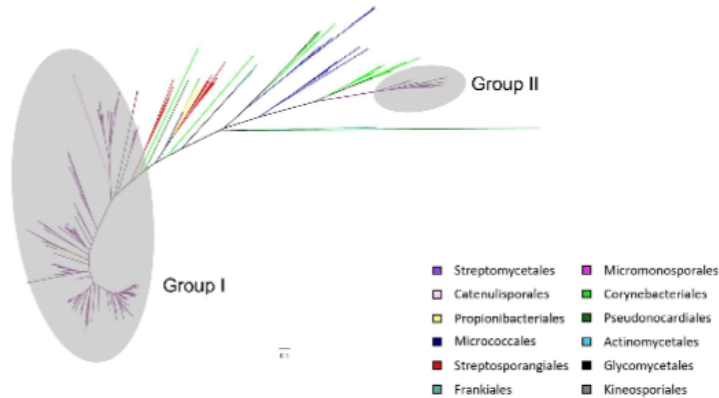 Group II
Group I
Streptomycetales
Micromonosporales
Catenulisporales
Corynebacteriales
Propionibacteriales
Pseudonocardiales
Micrococcales
Actinomycetales
Streptosporangiales
Glycomycetales
Frankiales
Kineosporiales